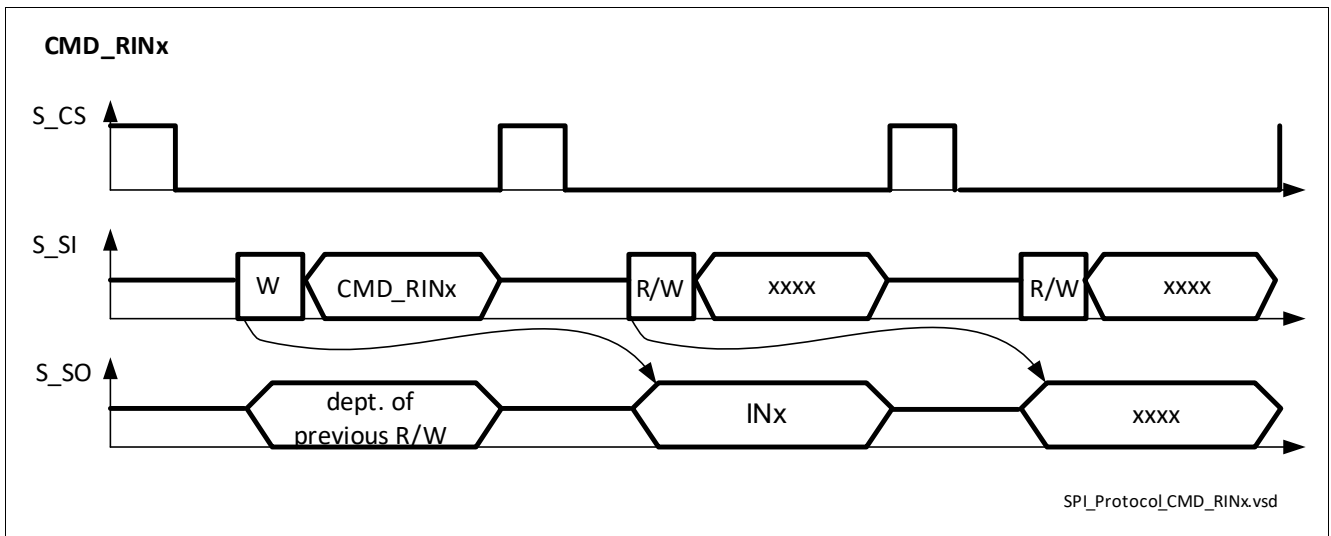 CMD_RINx
S_CS
S_SI
W
CMD_RINx
R/W
xxxx
R/W
xxxx
S_SO
dept. of
previous R/W
INx
xxxx
SPI_Protocol_CMD_RINx.vsd